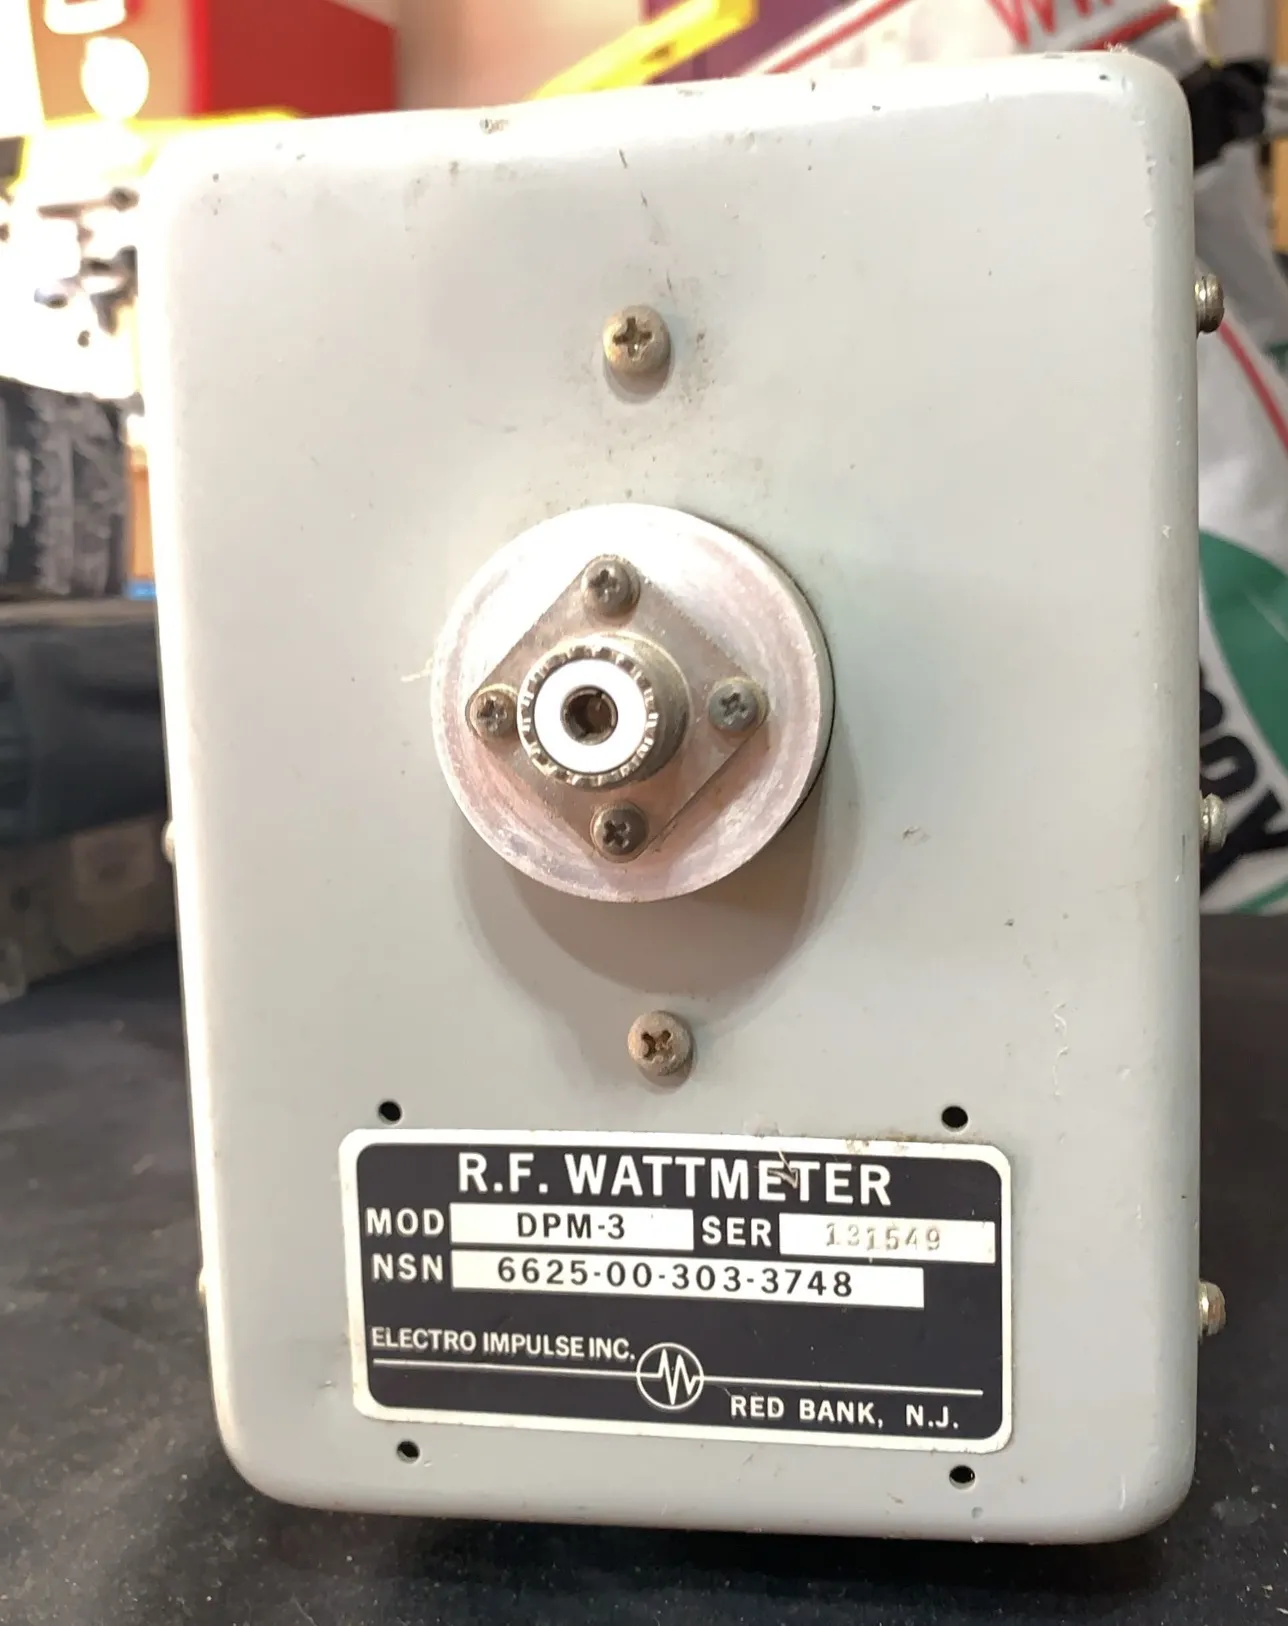 R.F. WATTMETER
MOD DPM-3 SER 131549
NSN 6625-00-303-3748
ELECTRO IMPULSE INC.
RED BANK, N.J.